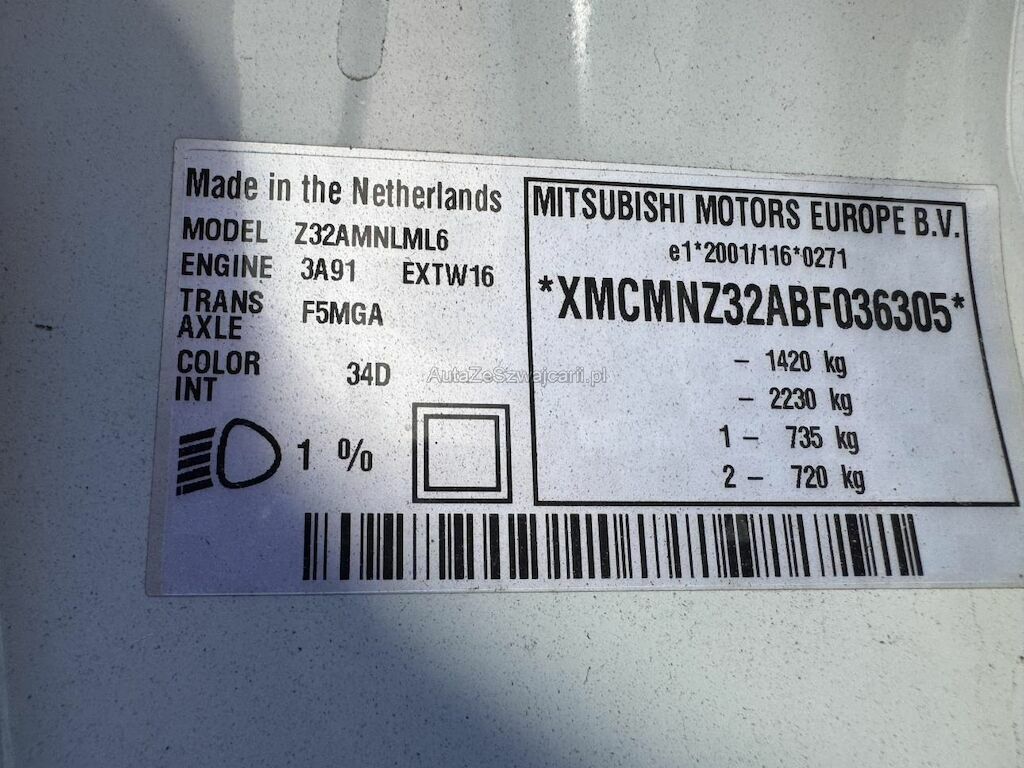 Made in the Netherlands
MODEL Z32AMNLML6
ENGINE 3A91 EXTW16
TRANS
AXLE F5MGA
COLOR
INT 34D
1 %
MITSUBISHI MOTORS EUROPE B.V.
e1*2001/116*0271
*XMCMNZ32ABF036305*
- 1420 kg
- 2230 kg
1 - 735 kg
2 - 720 kg
AutaZeSzwajcarii.pl